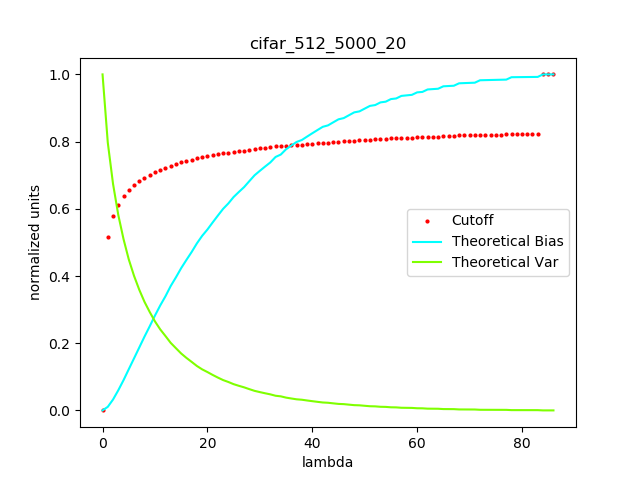 cifar_512_5000_20
normalized units
1.0
0.8
0.6
0.4
0.2
0.0
Cutoff
Theoretical Bias
Theoretical Var
0
20
40
60
80
lambda